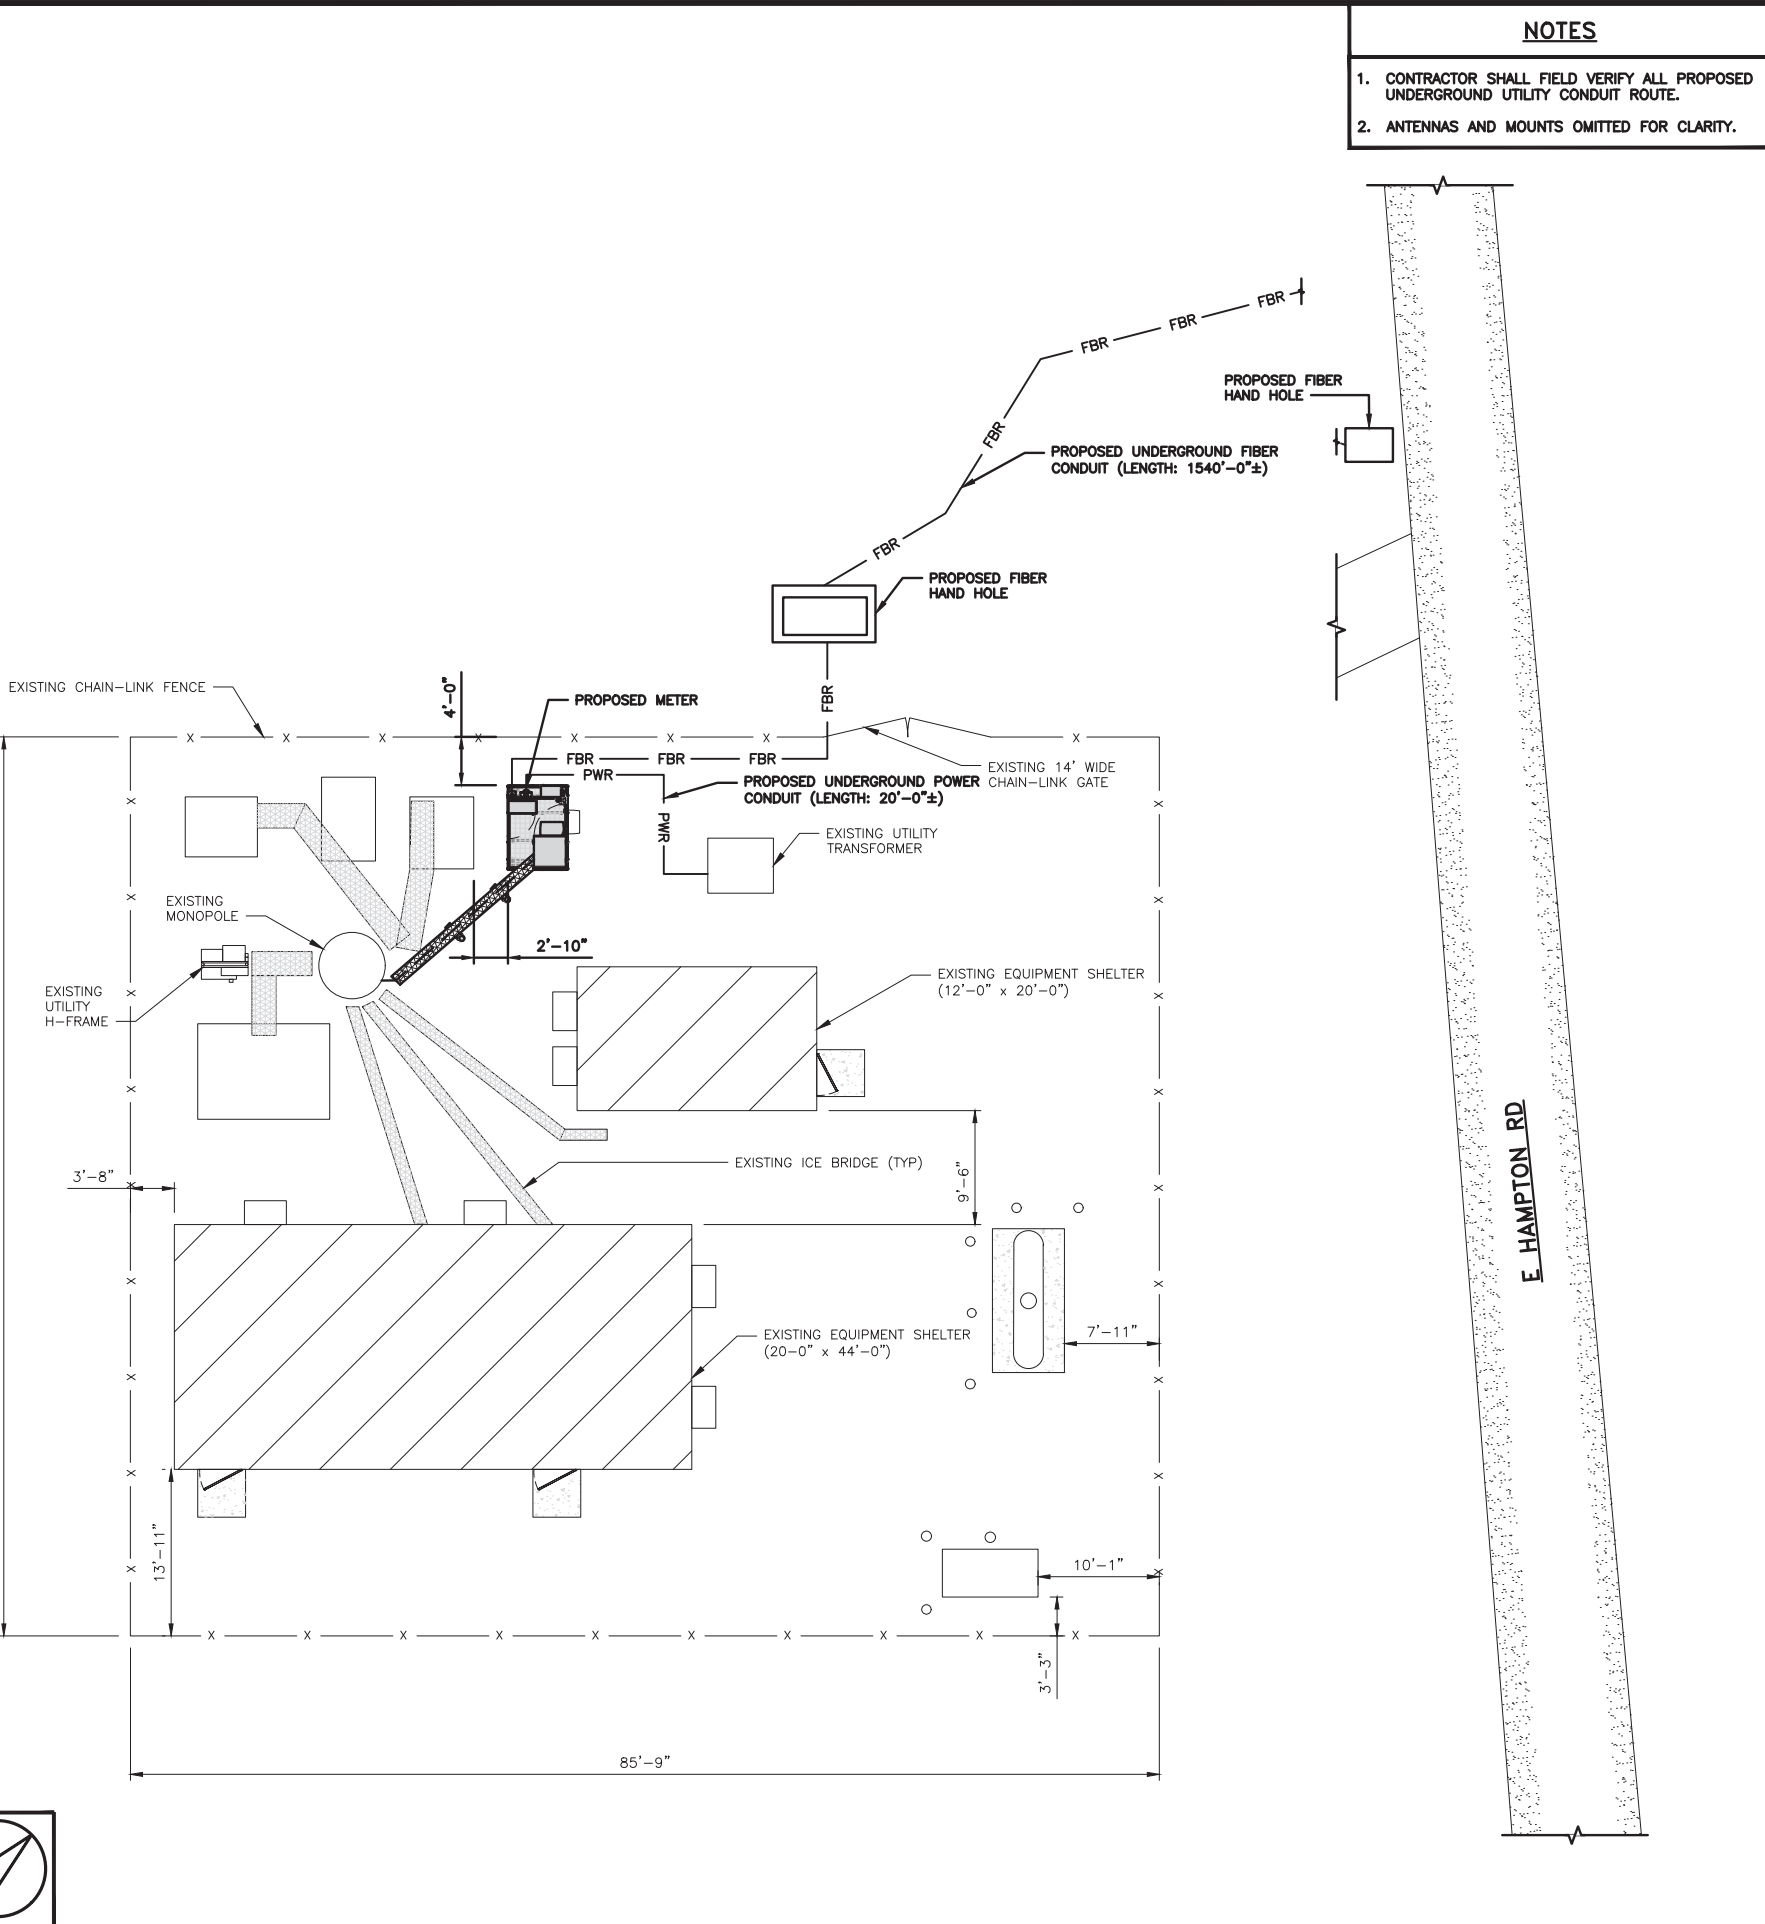 NOTES
1. CONTRACTOR SHALL FIELD VERIFY ALL PROPOSED
UNDERGROUND UTILITY CONDUIT ROUTE.
2. ANTENNAS AND MOUNTS OMITTED FOR CLARITY.
FBR
FBR
FBR
PROPOSED FIBER
HAND HOLE
FBR
PROPOSED UNDERGROUND FIBER
CONDUIT (LENGTH: 1540'-0"±)
FBR
PROPOSED FIBER
HAND HOLE
EXISTING CHAIN-LINK FENCE
4'-0"
PROPOSED METER
FBR
X X X X X X X X
FBR FBR FBR
PWR
PROPOSED UNDERGROUND POWER
CONDUIT (LENGTH: 20'-0"±)
EXISTING 14' WIDE
CHAIN-LINK GATE
PWR
EXISTING UTILITY
TRANSFORMER
EXISTING
MONOPOLE
2'-10"
EXISTING
UTILITY
H-FRAME
EXISTING EQUIPMENT SHELTER
(12'-0" x 20'-0")
EXISTING ICE BRIDGE (TYP)
3'-8"
9'-6"
E HAMPTON RD
EXISTING EQUIPMENT SHELTER
(20-0" x 44'-0")
7'-11"
13'-11"
10'-1"
X X X X X X X X X X
3'-3"
85'-9"